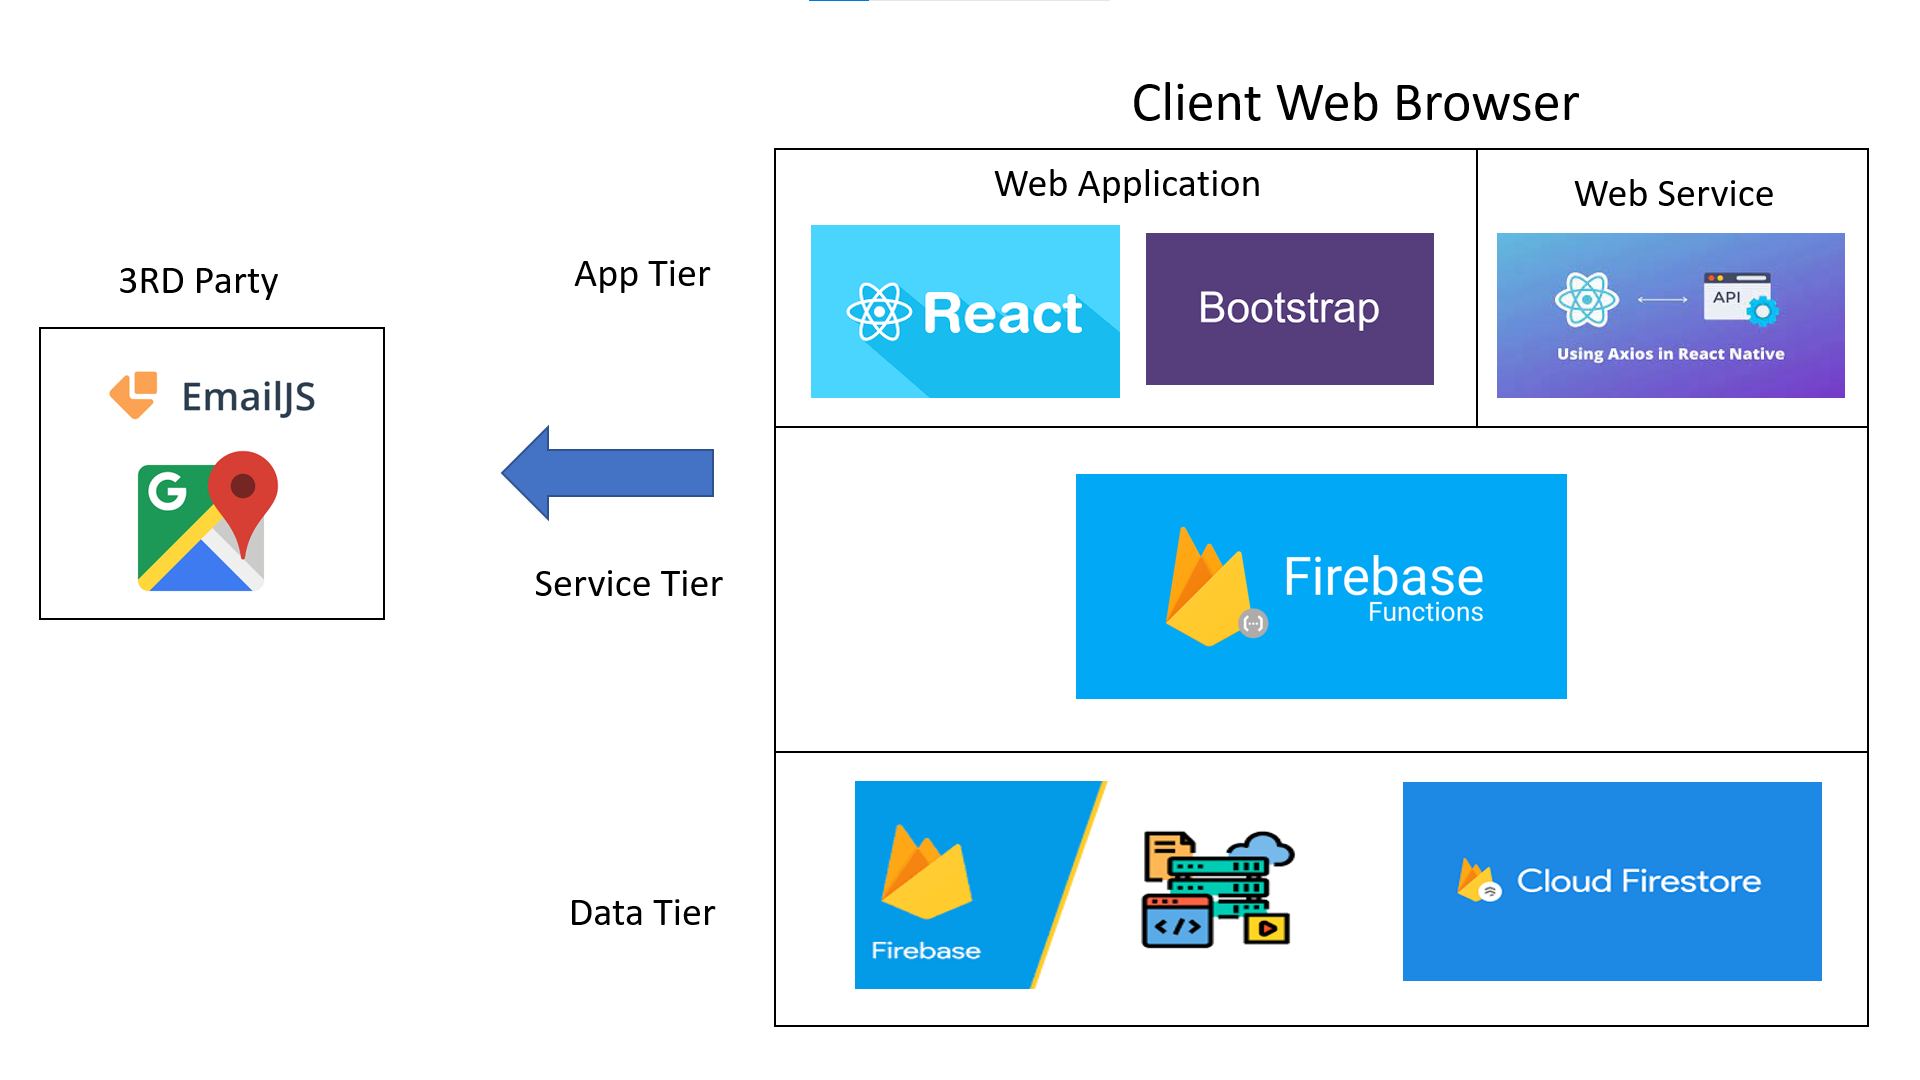 Client Web Browser
Web Application
Web Service
3RD Party
App Tier
React
Bootstrap
API
Using Axios in React Native
EmailJS
G
Service Tier
Firebase
Functions
Data Tier
</>
Firebase
Cloud Firestore